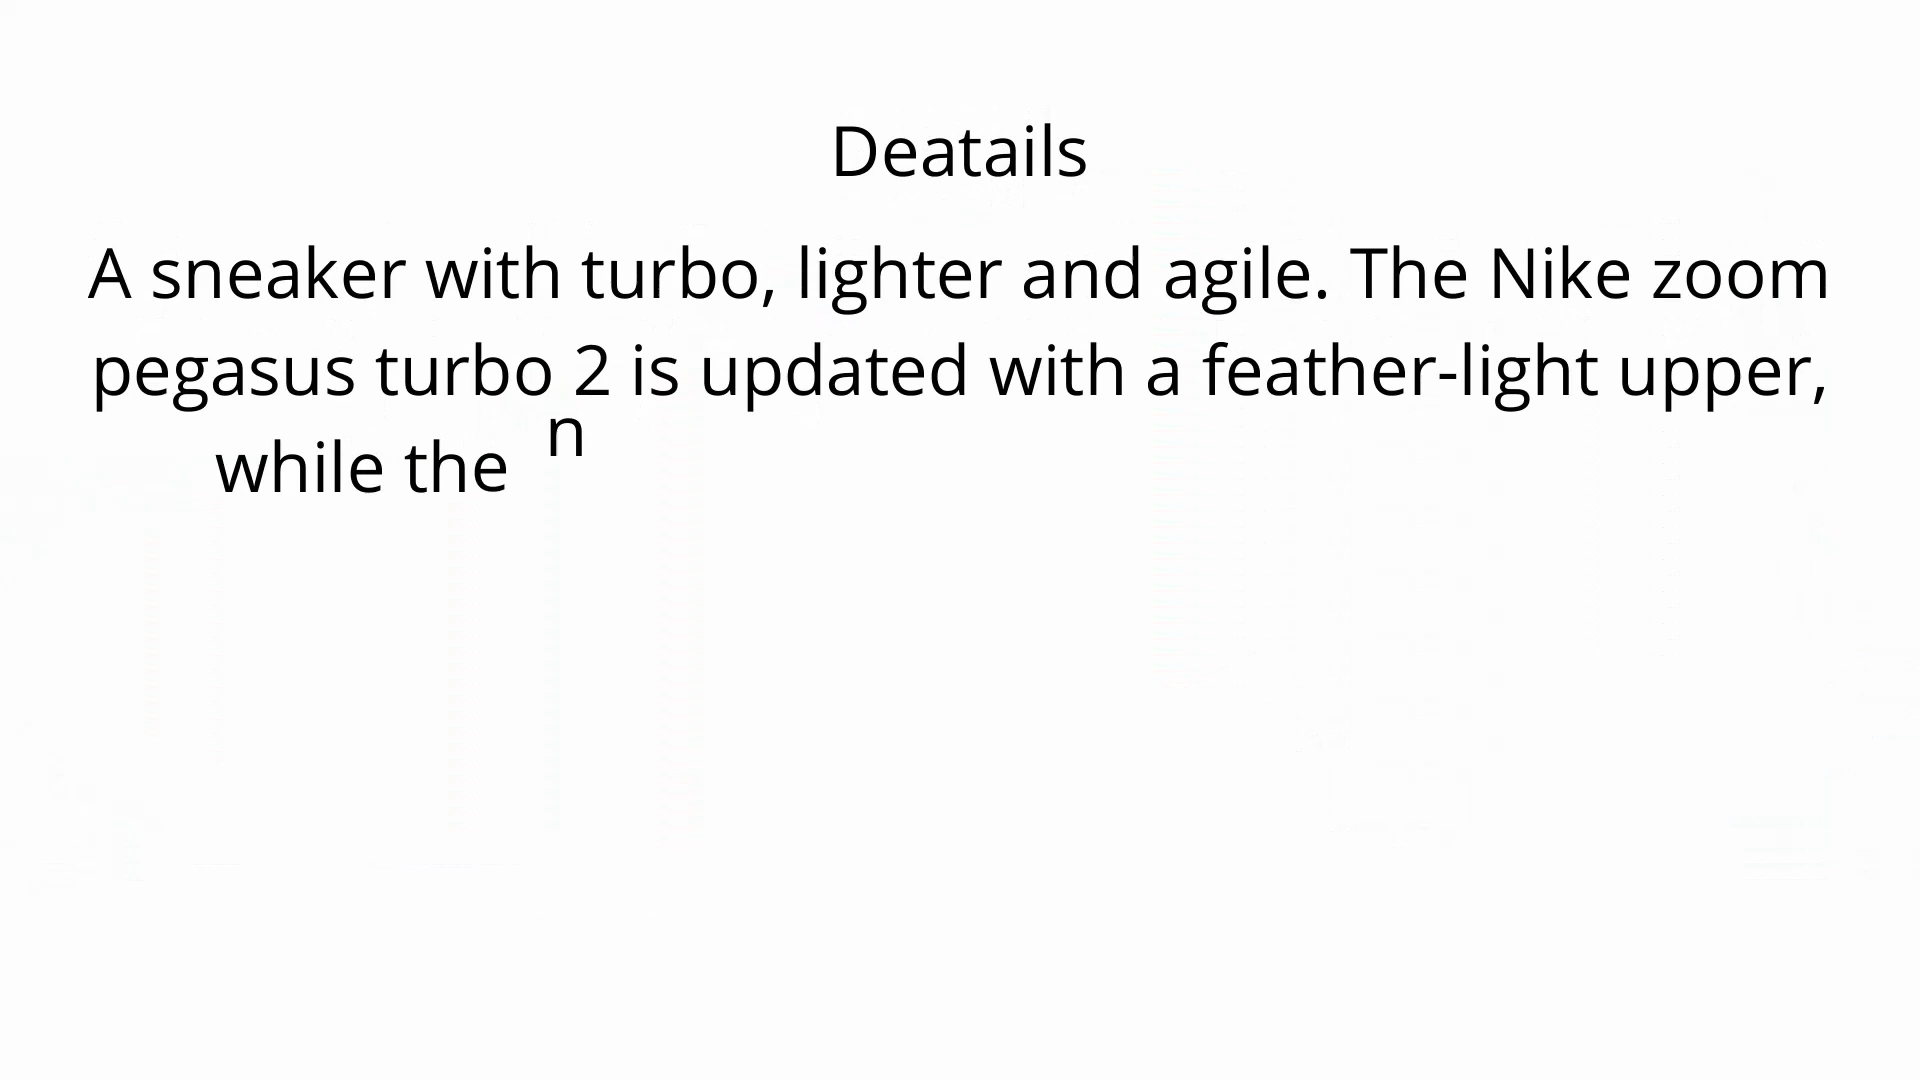 Deatails
A sneaker with turbo, lighter and agile. The Nike zoom
pegasus turbo 2 is updated with a feather-light upper,
while the n